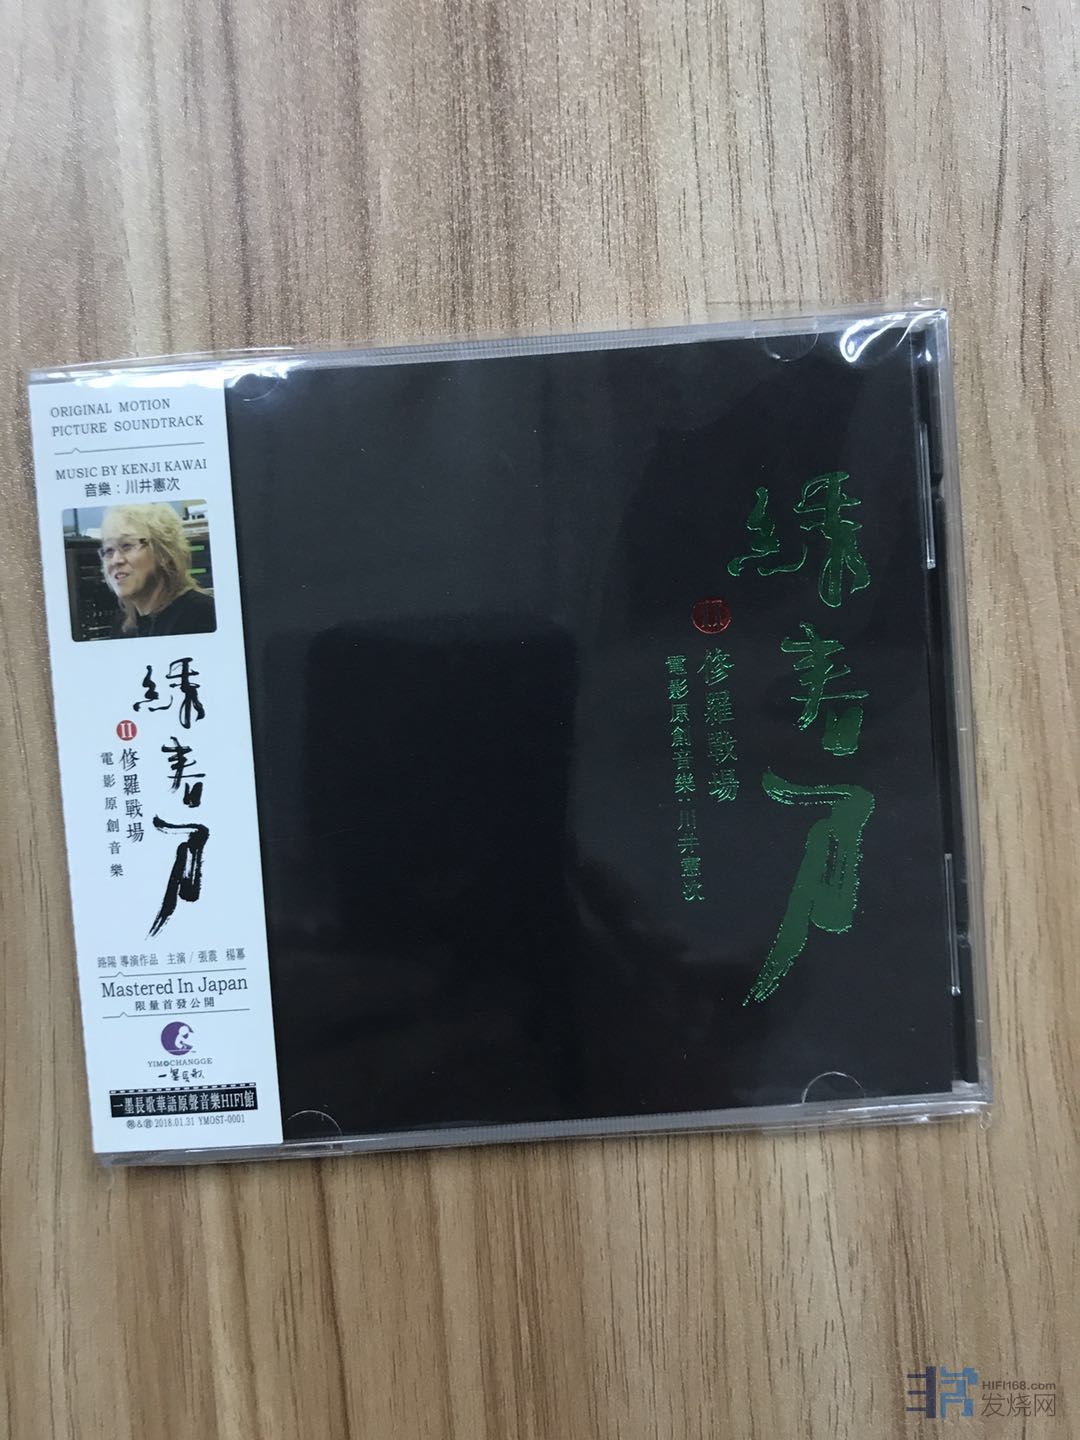 ORIGINAL MOTION
PICTURE SOUNDTRACK
MUSIC BY KENJI KAWAI
音樂：川井憲次
繡春刀
II
修羅戰場
電影原創音樂
路陽 導演作品 主演/張震 楊冪
Mastered In Japan
限量首發公開
YIMOCHANGGE
一墨長歌
一墨長歌華語原聲音樂HIFI館
2018.01.31 YMOST-0001
繡春刀
II
修羅戰場
電影原創音樂:川井憲次
HIFI168.com
发烧网